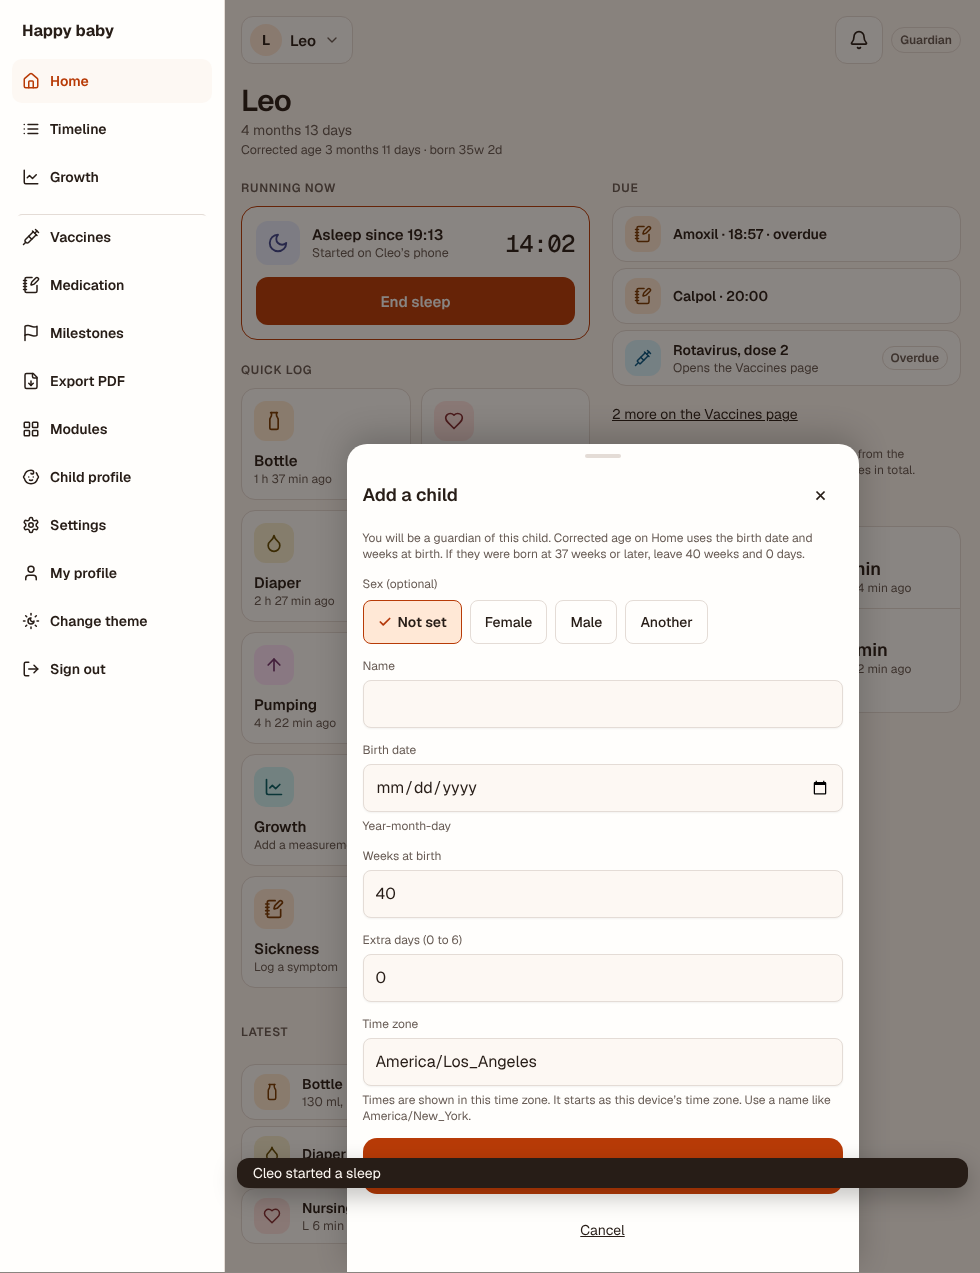 Happy baby
Home
Timeline
Growth
Vaccines
Medication
Milestones
Export PDF
Modules
Child profile
Settings
My profile
Change theme
Sign out
L Leo
Guardian
Leo
4 months 13 days
Corrected age 3 months 11 days · born 35w 2d
RUNNING NOW
Asleep since 19:13
Started on Cleo's phone
14:02
End sleep
QUICK LOG
Bottle
1 h 37 min ago
Diaper
2 h 27 min ago
Pumping
4 h 22 min ago
Growth
Add a measurem
Sickness
Log a symptom
LATEST
Bottle
130 ml,
Diaper
Nursing
L 6 min
DUE
Amoxil · 18:57 · overdue
Calpol · 20:00
Rotavirus, dose 2
Opens the Vaccines page
Overdue
2 more on the Vaccines page
from the
es in total.
min
4 min ago
min
2 min ago
Add a child
You will be a guardian of this child. Corrected age on Home uses the birth date and
weeks at birth. If they were born at 37 weeks or later, leave 40 weeks and 0 days.
Sex (optional)
Not set
Female
Male
Another
Name
Birth date
mm/dd/yyyy
Year-month-day
Weeks at birth
40
Extra days (0 to 6)
0
Time zone
America/Los_Angeles
Times are shown in this time zone. It starts as this device's time zone. Use a name like
America/New_York.
Cleo started a sleep
Cancel